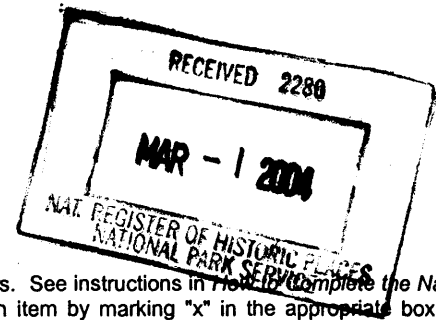 RECEIVED 2280
MAR - 1 2004
NAT. REGISTER OF HISTORIC PLACES
NATIONAL PARK SERVICE
s. See instructions in How to Complete the Na
n item by marking "x" in the appropriate box